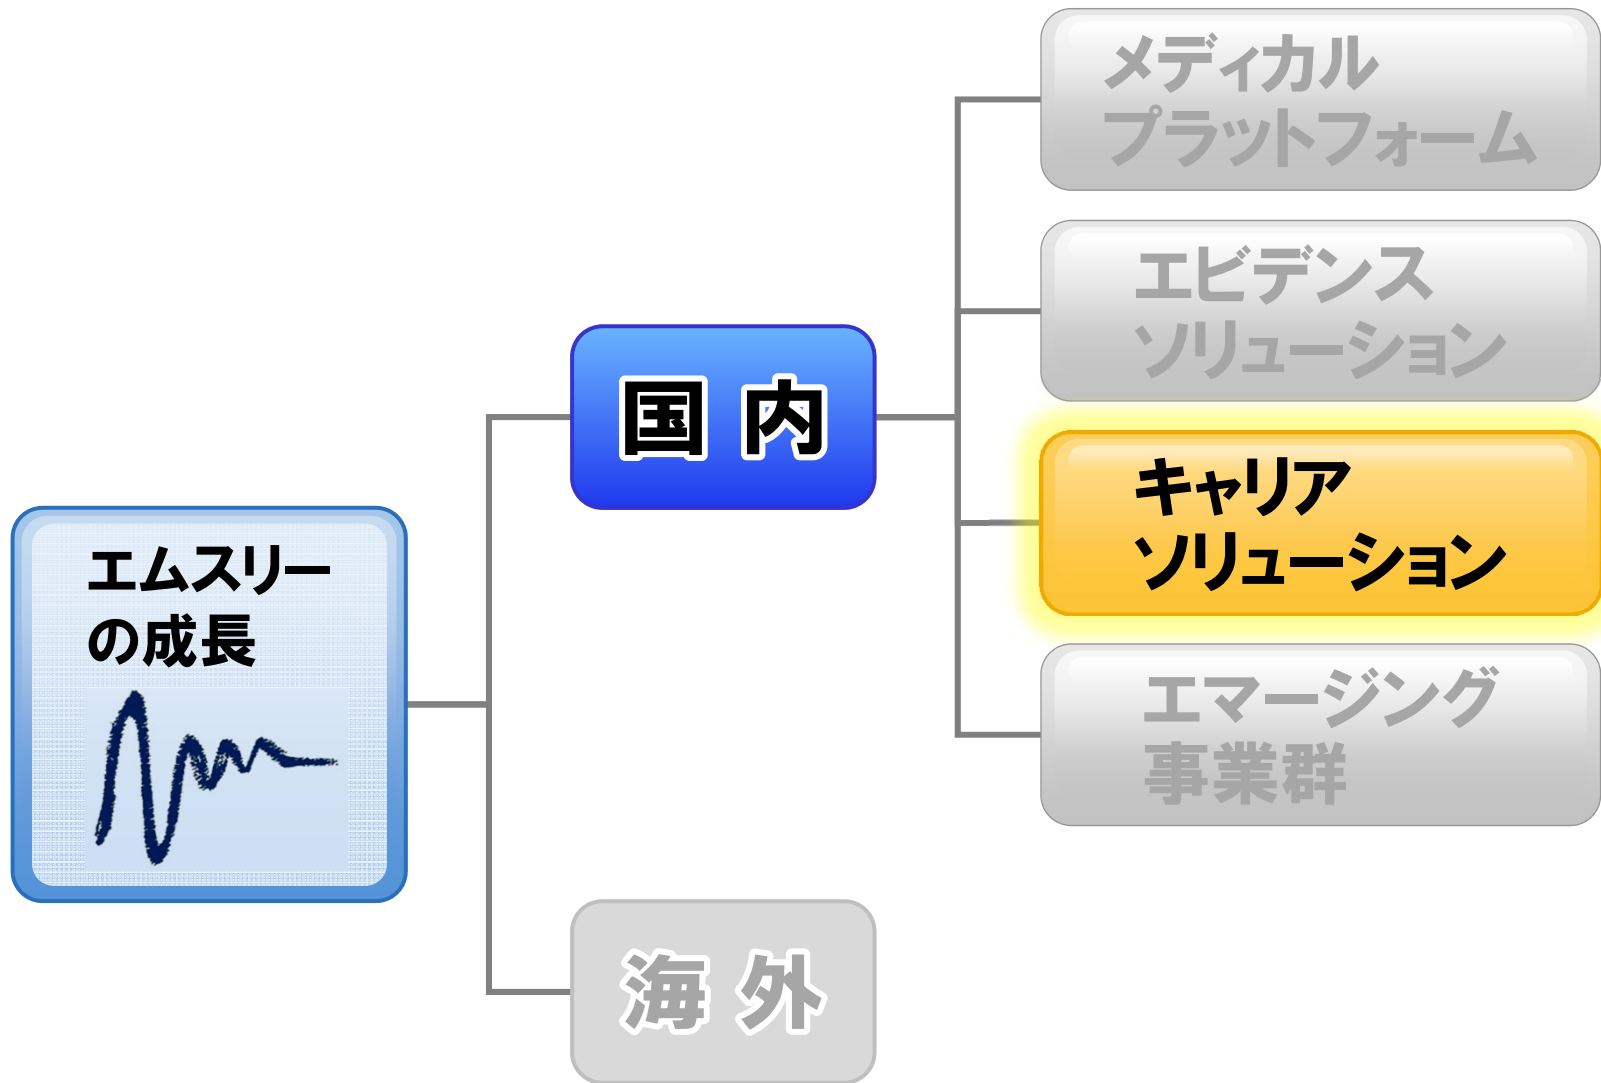 メディカル
プラットフォーム
エビデンス
ソリューション
国内
キャリア
ソリューション
エムスリー
の成長
エマージング
事業群
海外